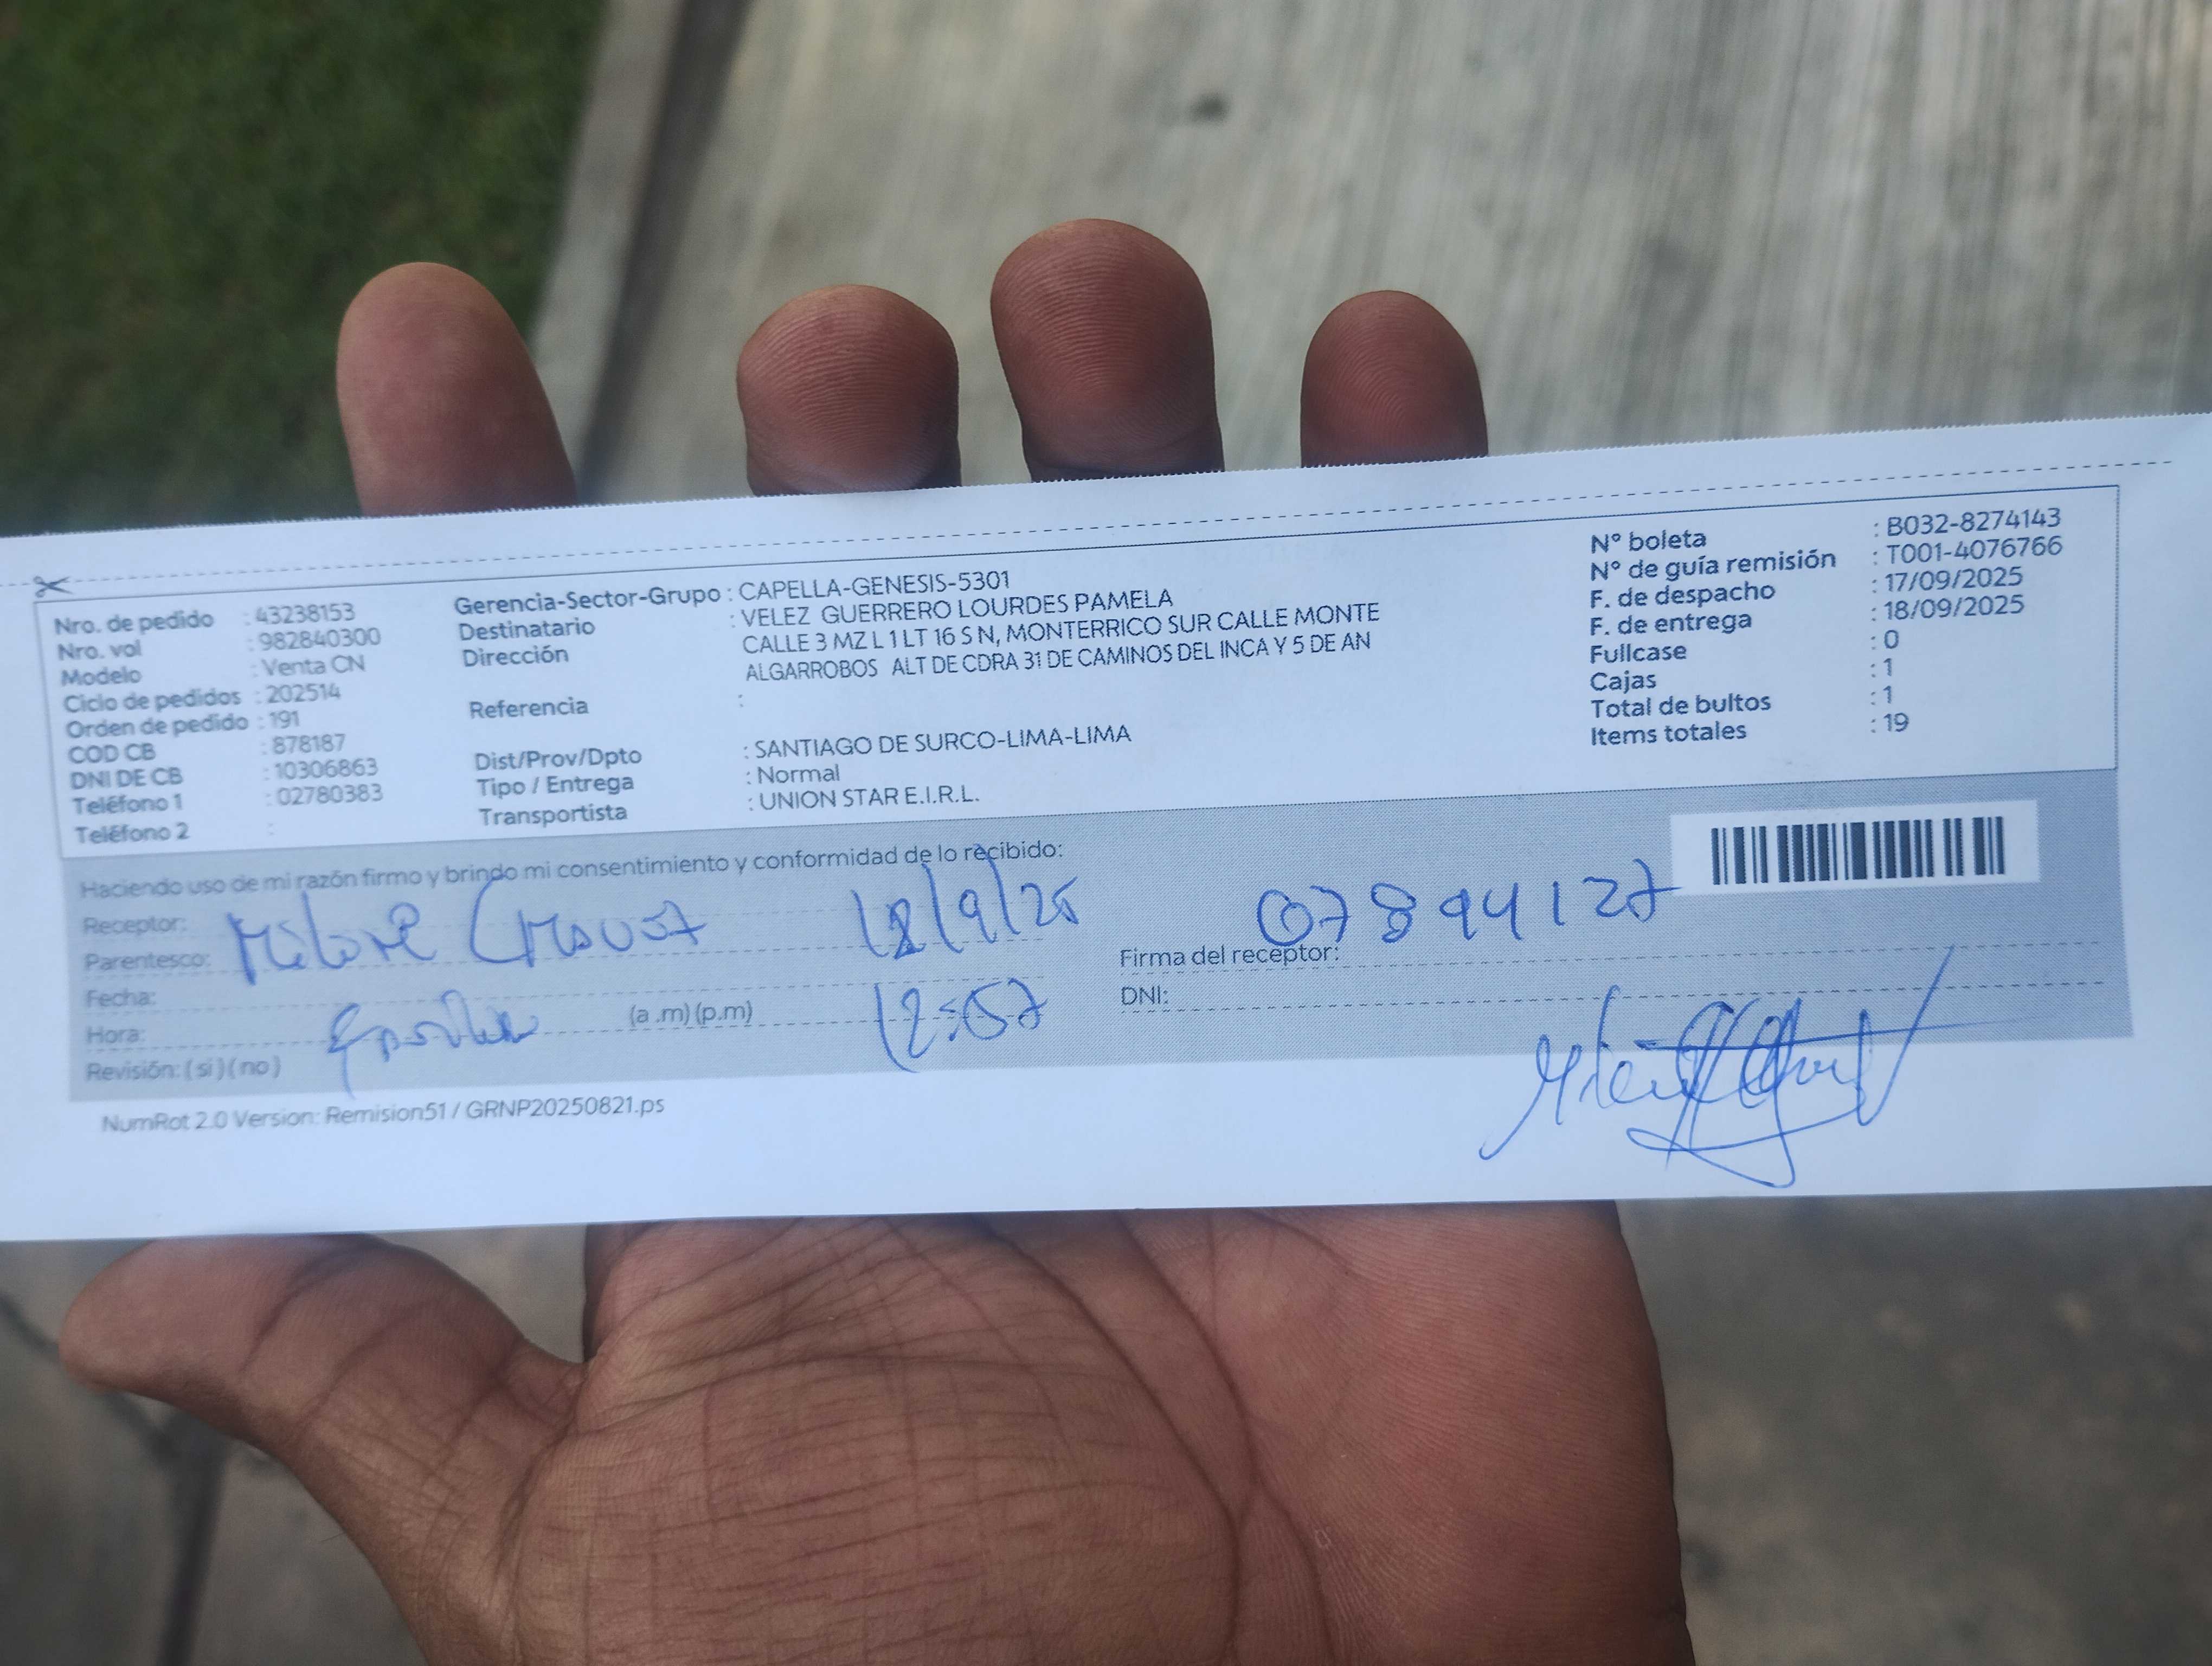 Nro. de pedido : 43238153
Nro. vol : 982840300
Modelo : Venta CN
Ciclo de pedidos : 202514
Orden de pedido : 191
COD CB : 878187
DNI DE CB : 10306863
Teléfono 1 : 02780383
Teléfono 2 :
Gerencia-Sector-Grupo : CAPELLA-GENESIS-5301
Destinatario : VELEZ GUERRERO LOURDES PAMELA
Dirección CALLE 3 MZ L 1 LT 16 S N, MONTERRICO SUR CALLE MONTE
ALGARROBOS ALT DE CDRA 31 DE CAMINOS DEL INCA Y 5 DE AN
Referencia :
Dist/Prov/Dpto : SANTIAGO DE SURCO-LIMA-LIMA
Tipo / Entrega : Normal
Transportista : UNION STAR E.I.R.L.
N° boleta : B032-8274143
N° de guía remisión : T001-4076766
F. de despacho : 17/09/2025
F. de entrega : 18/09/2025
Fullcase : 0
Cajas : 1
Total de bultos : 1
Items totales : 19
Haciendo uso de mi razón firmo y brindo mi consentimiento y conformidad de lo recibido:
Receptor:
Parentesco: 18/9/25
Fecha:
Hora: (a .m) (p.m) 12:57
Revisión: ( si ) ( no )
07894127
Firma del receptor:
DNI:
NumRot 2.0 Version: Remision51 / GRNP20250821.ps